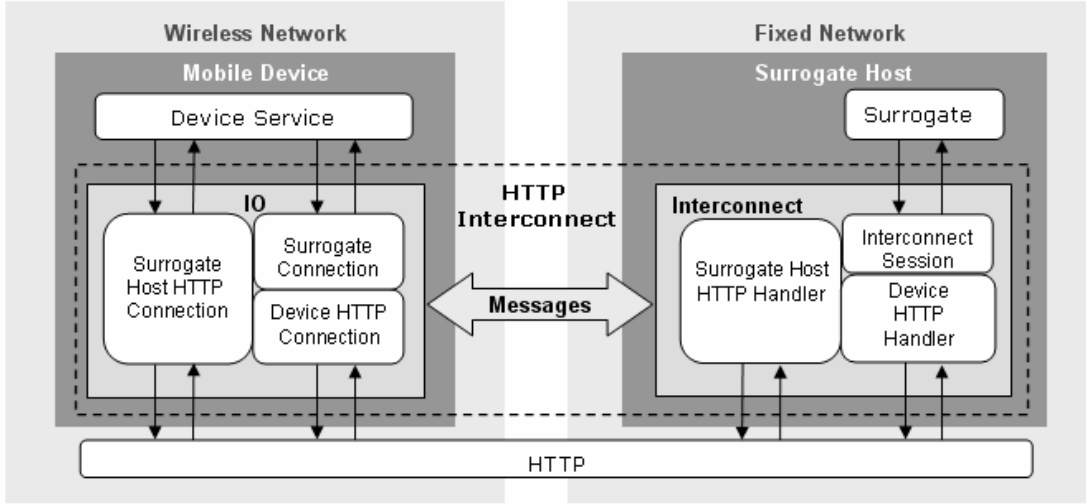 Wireless Network
Fixed Network
Mobile Device
Surrogate Host
Device Service
Surrogate
HTTP
Interconnect
IO
Surrogate
Host HTTP
Connection
Surrogate
Connection
Device HTTP
Connection
Messages
Interconnect
Surrogate Host
HTTP Handler
Interconnect
Session
Device
HTTP
Handler
HTTP